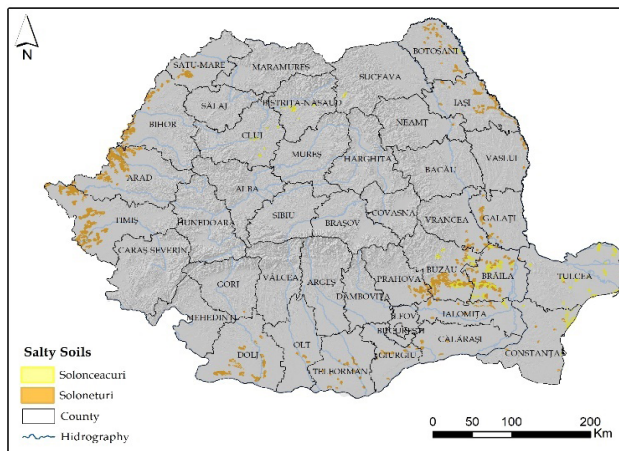 N
BOTOȘANI
SATU-MARE
MARAMUREȘ
SUCEAVA
SĂLAJ
BISTRIȚA-NĂSĂUD
IAȘI
BIHOR
CLUJ
NEAMȚ
MUREȘ
HARGHITA
VASLUI
ARAD
BACĂU
ALBA
TIMIȘ
HUNEDOARA
SIBIU
BRAȘOV
COVASNA
VRANCEA
GALAȚI
CARAȘ-SEVERIN
BUZĂU
BRĂILA
TULCEA
GORJ
VÂLCEA
ARGEȘ
PRAHOVA
DÂMBOVIȚA
MEHEDINȚI
ILFOV
IALOMIȚA
BUCUREȘTI
OLT
CĂLĂRAȘI
DOLJ
GIURGIU
CONSTANȚA
TELEORMAN
Salty Soils
Solonceacuri
Soloneturi
County
Hidrography
0 50 100 200
Km